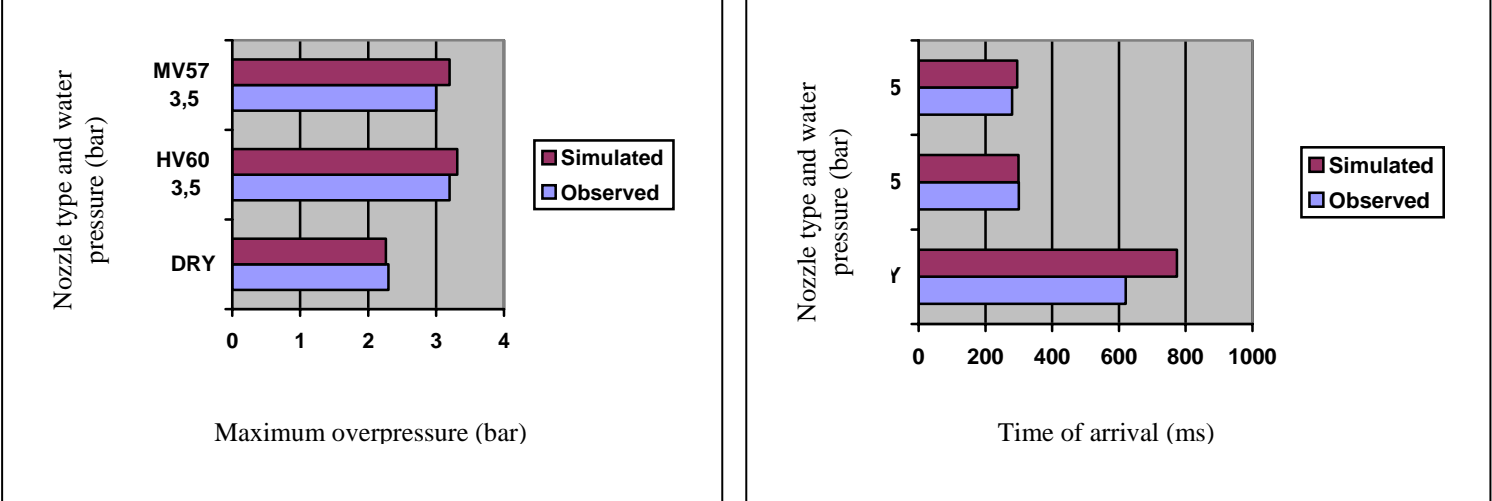 Nozzle type and water
pressure (bar)
MV57
3,5
HV60
3,5
DRY
0 1 2 3 4
Maximum overpressure (bar)
Simulated
Observed
Nozzle type and water
pressure (bar)
5
5
Y
0 200 400 600 800 1000
Time of arrival (ms)
Simulated
Observed